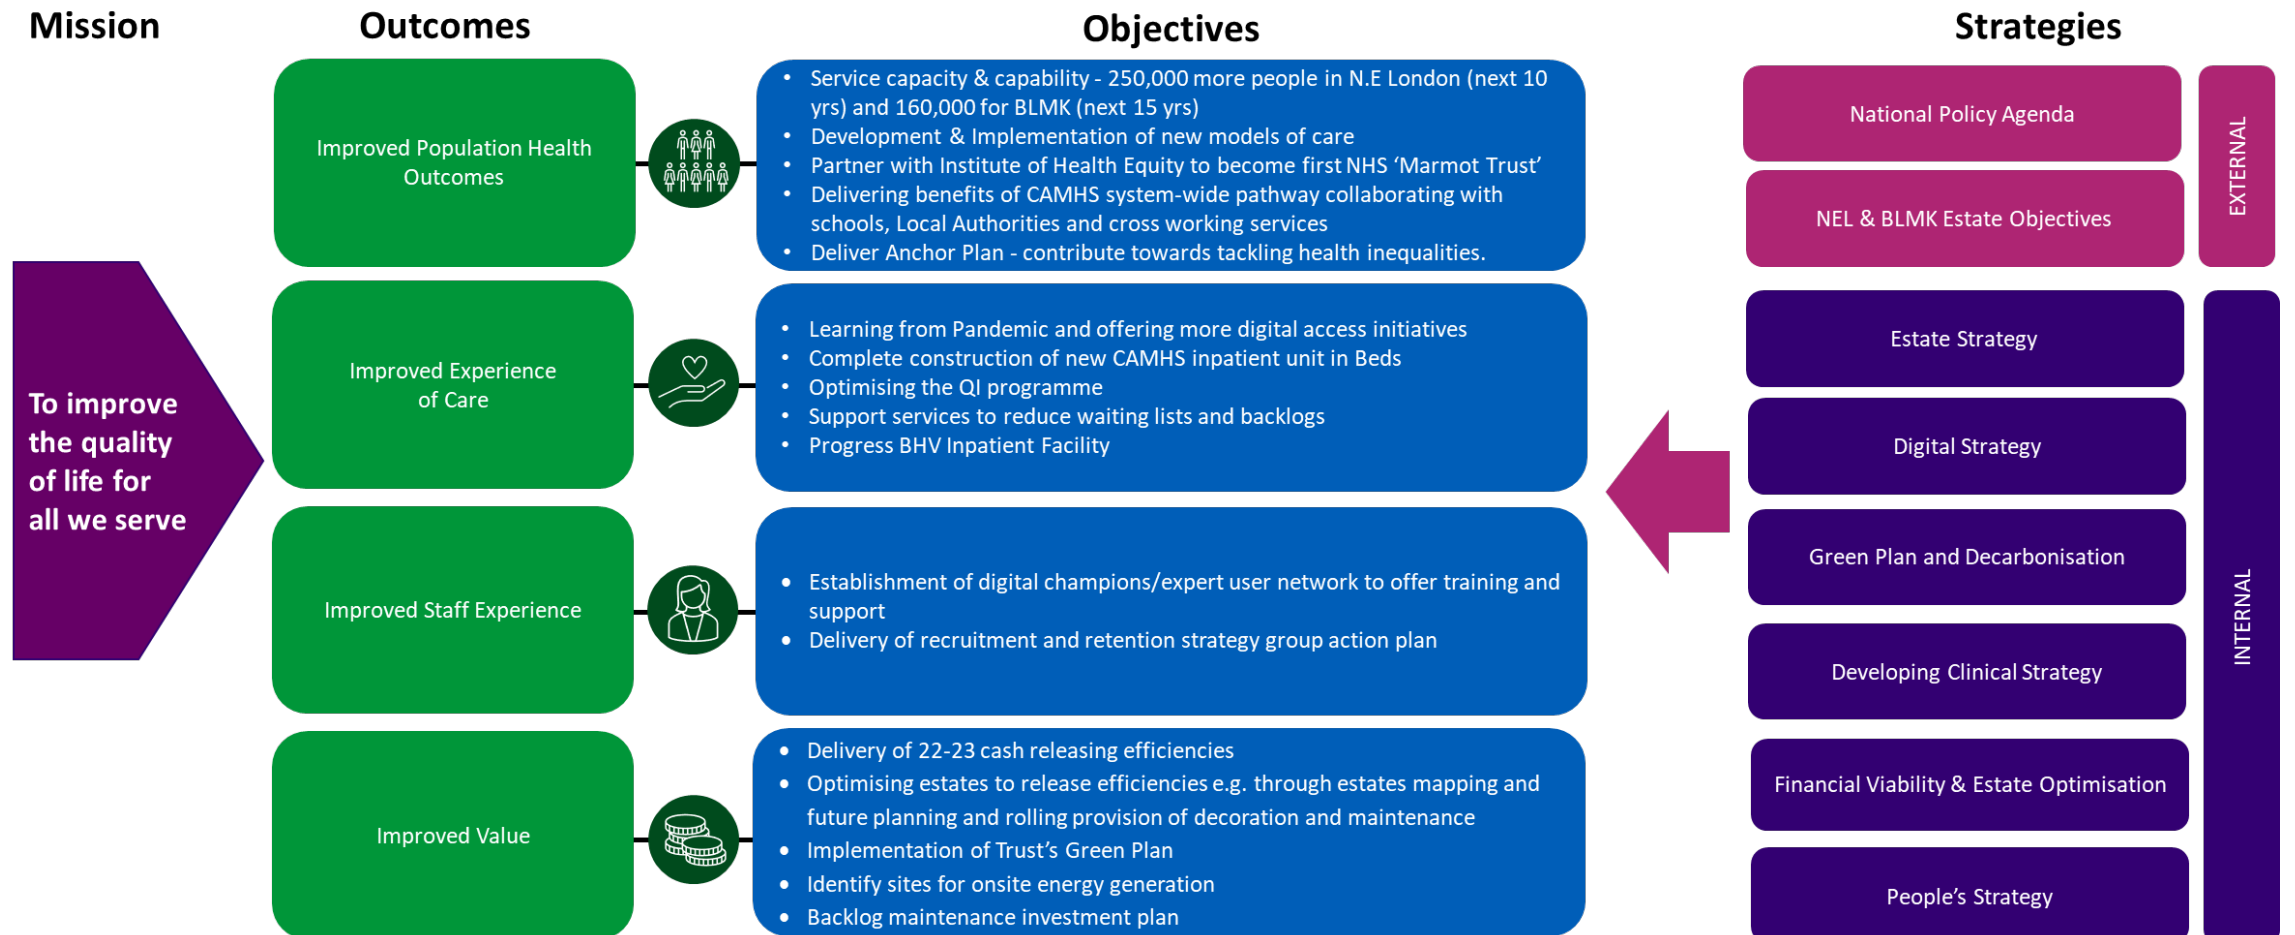 Mission
Outcomes
Objectives
Strategies
To improve
the quality
of life for
all we serve
Improved Population Health
Outcomes
• Service capacity & capability - 250,000 more people in N.E London (next 10
yrs) and 160,000 for BLMK (next 15 yrs)
• Development & Implementation of new models of care
• Partner with Institute of Health Equity to become first NHS ‘Marmot Trust’
• Delivering benefits of CAMHS system-wide pathway collaborating with
schools, Local Authorities and cross working services
• Deliver Anchor Plan - contribute towards tackling health inequalities.
Improved Experience
of Care
• Learning from Pandemic and offering more digital access initiatives
• Complete construction of new CAMHS inpatient unit in Beds
• Optimising the QI programme
• Support services to reduce waiting lists and backlogs
• Progress BHV Inpatient Facility
Improved Staff Experience
• Establishment of digital champions/expert user network to offer training and
support
• Delivery of recruitment and retention strategy group action plan
Improved Value
• Delivery of 22-23 cash releasing efficiencies
• Optimising estates to release efficiencies e.g. through estates mapping and
future planning and rolling provision of decoration and maintenance
• Implementation of Trust’s Green Plan
• Identify sites for onsite energy generation
• Backlog maintenance investment plan
National Policy Agenda
NEL & BLMK Estate Objectives
EXTERNAL
Estate Strategy
Digital Strategy
Green Plan and Decarbonisation
Developing Clinical Strategy
Financial Viability & Estate Optimisation
People’s Strategy
INTERNAL